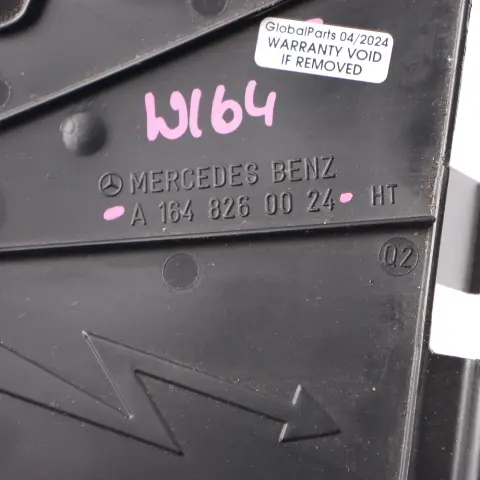 GlobalParts 04/2024
WARRANTY VOID
IF REMOVED
W164
MERCEDES BENZ
A 164 826 00 24 HT
Q2